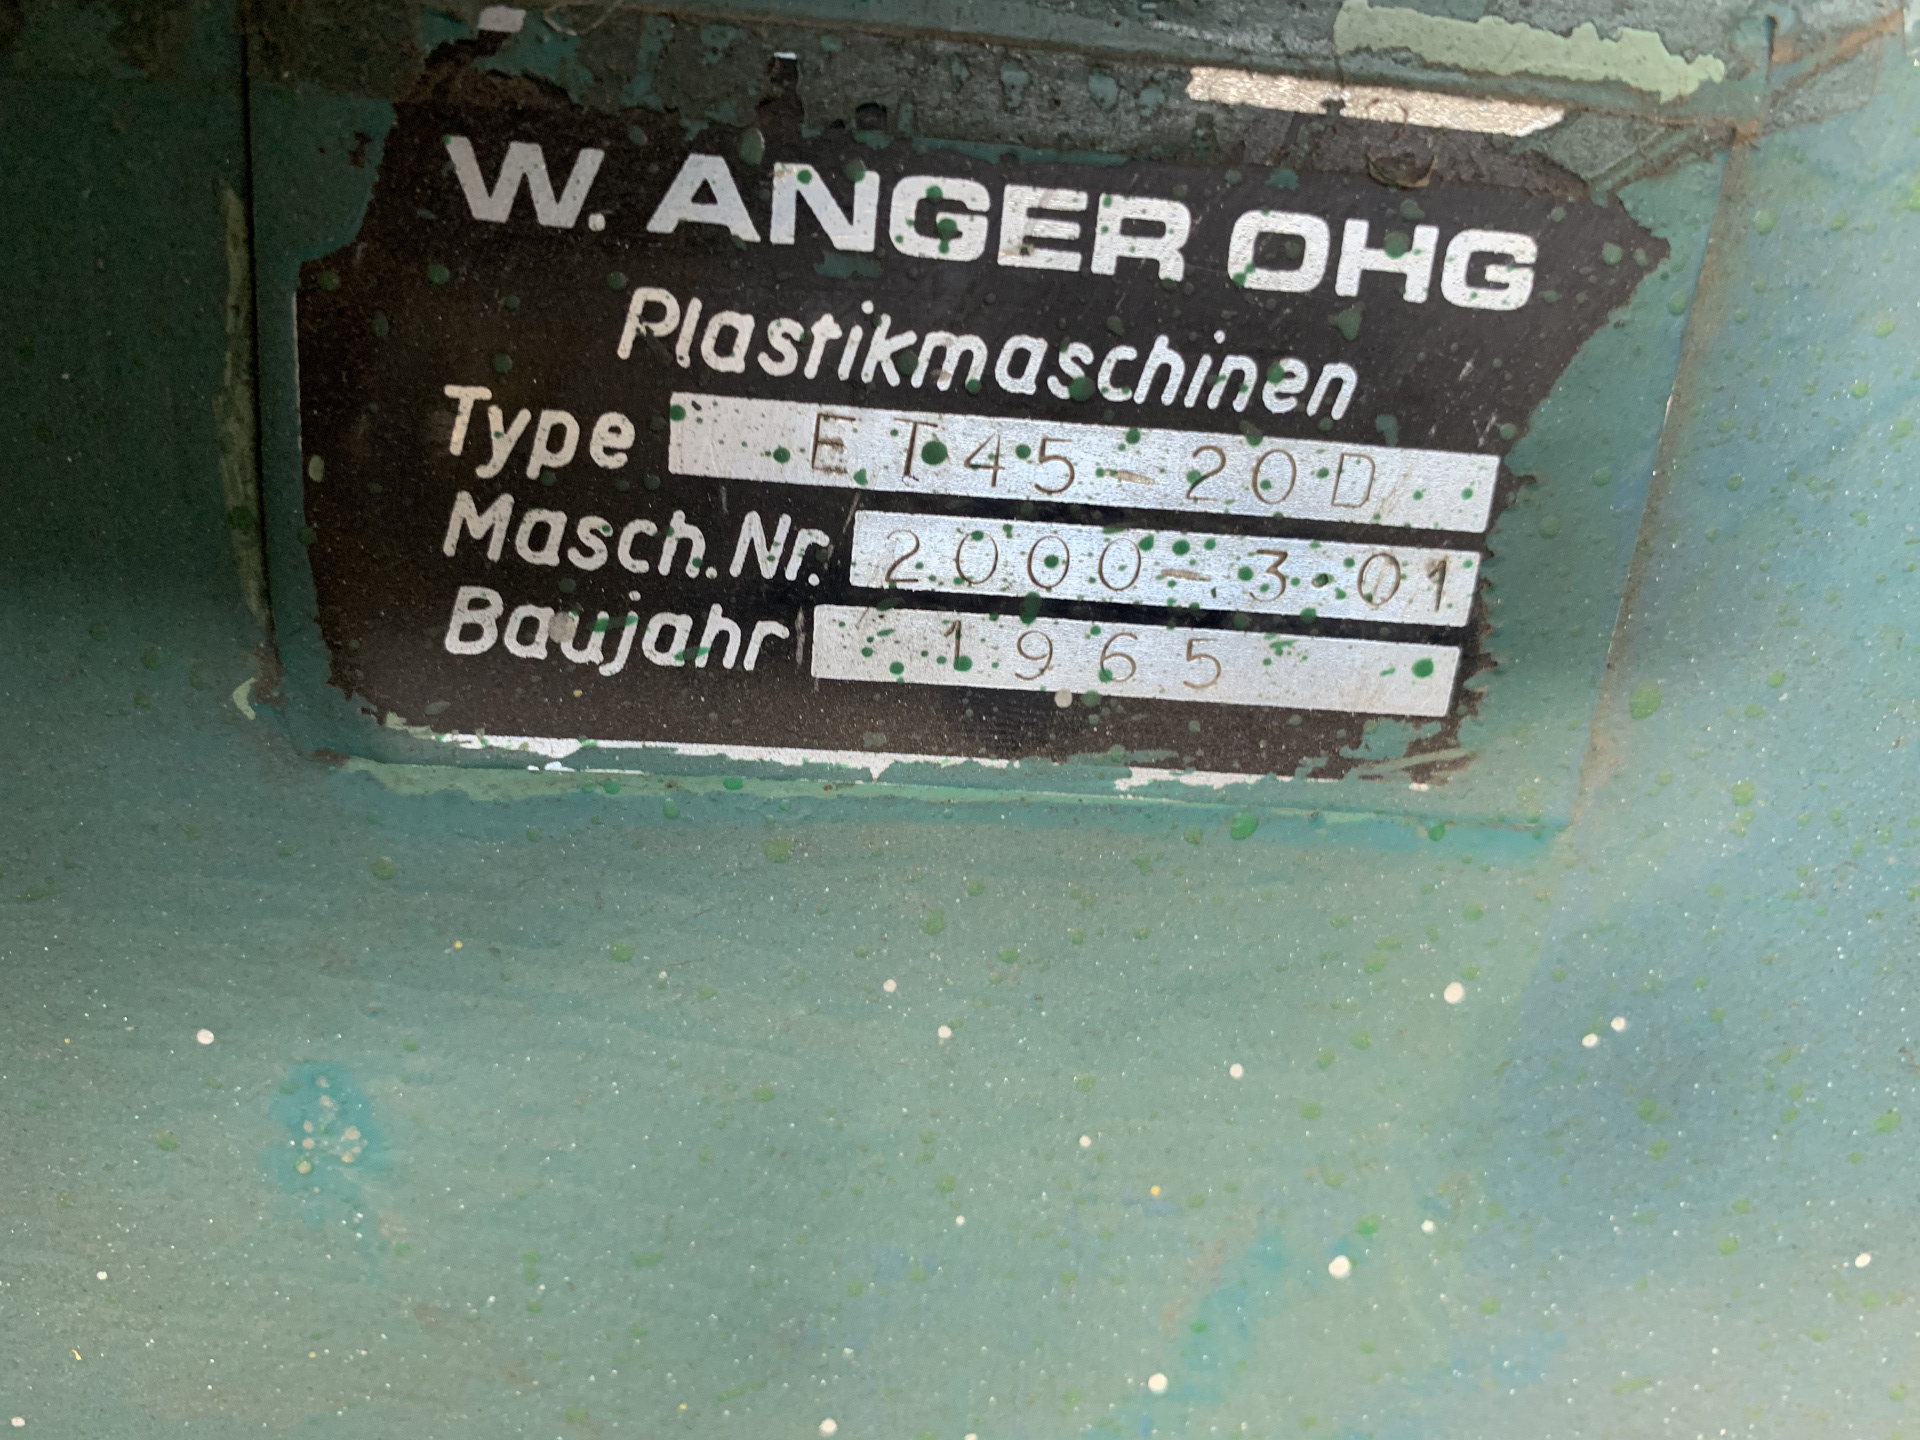 W. ANGER OHG
Plastikmaschinen
Type ET45-20D
Masch.Nr. 2000-3.01
Baujahr 1965